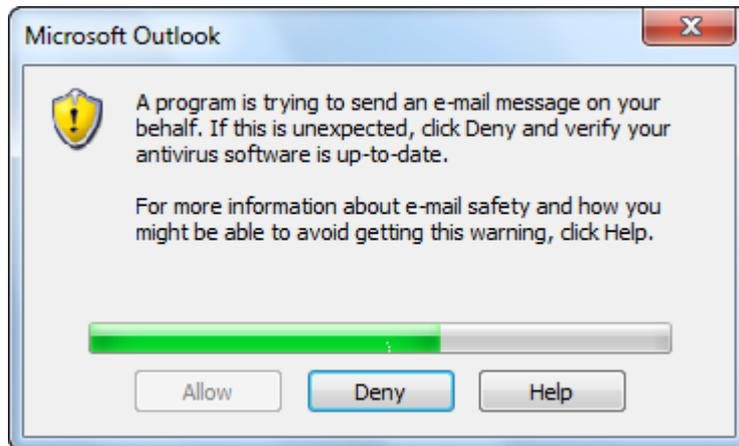 Microsoft Outlook
A program is trying to send an e-mail message on your
behalf. If this is unexpected, click Deny and verify your
antivirus software is up-to-date.
For more information about e-mail safety and how you
might be able to avoid getting this warning, click Help.
Allow Deny Help